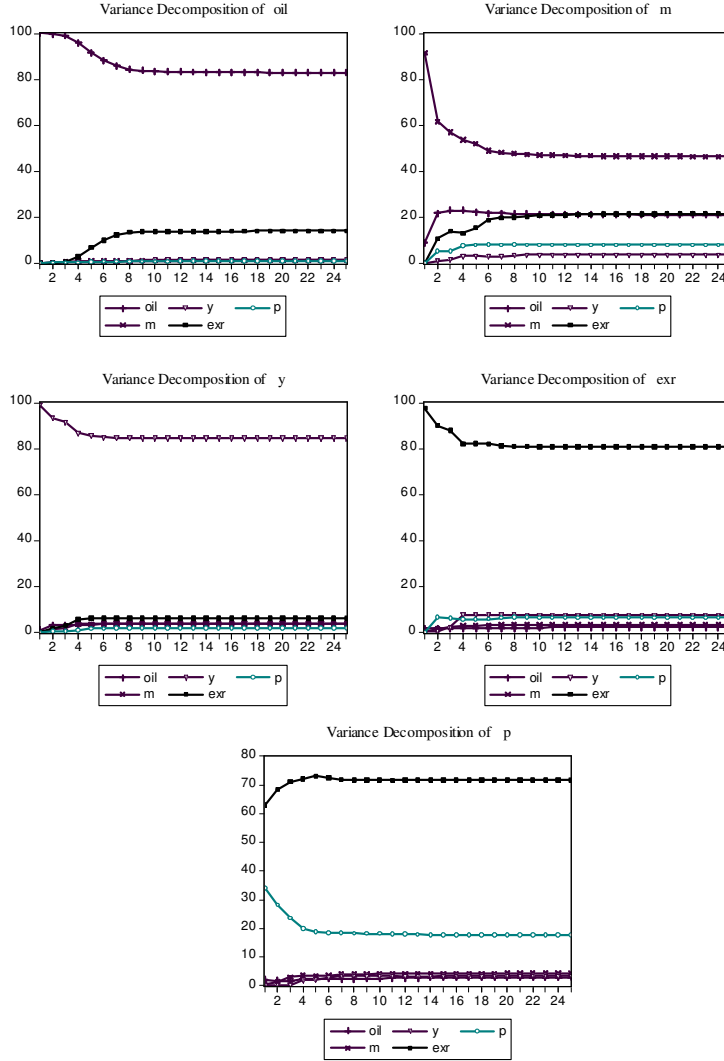 Variance Decomposition of oil
100
80
60
40
20
0
2 4 6 8 10 12 14 16 18 20 22 24
oil y p
m exr
Variance Decomposition of m
100
80
60
40
20
0
2 4 6 8 10 12 14 16 18 20 22 24
oil y p
m exr
Variance Decomposition of y
100
80
60
40
20
0
2 4 6 8 10 12 14 16 18 20 22 24
oil y p
m exr
Variance Decomposition of exr
100
80
60
40
20
0
2 4 6 8 10 12 14 16 18 20 22 24
oil y p
m exr
Variance Decomposition of p
80
70
60
50
40
30
20
10
0
2 4 6 8 10 12 14 16 18 20 22 24
oil y p
m exr